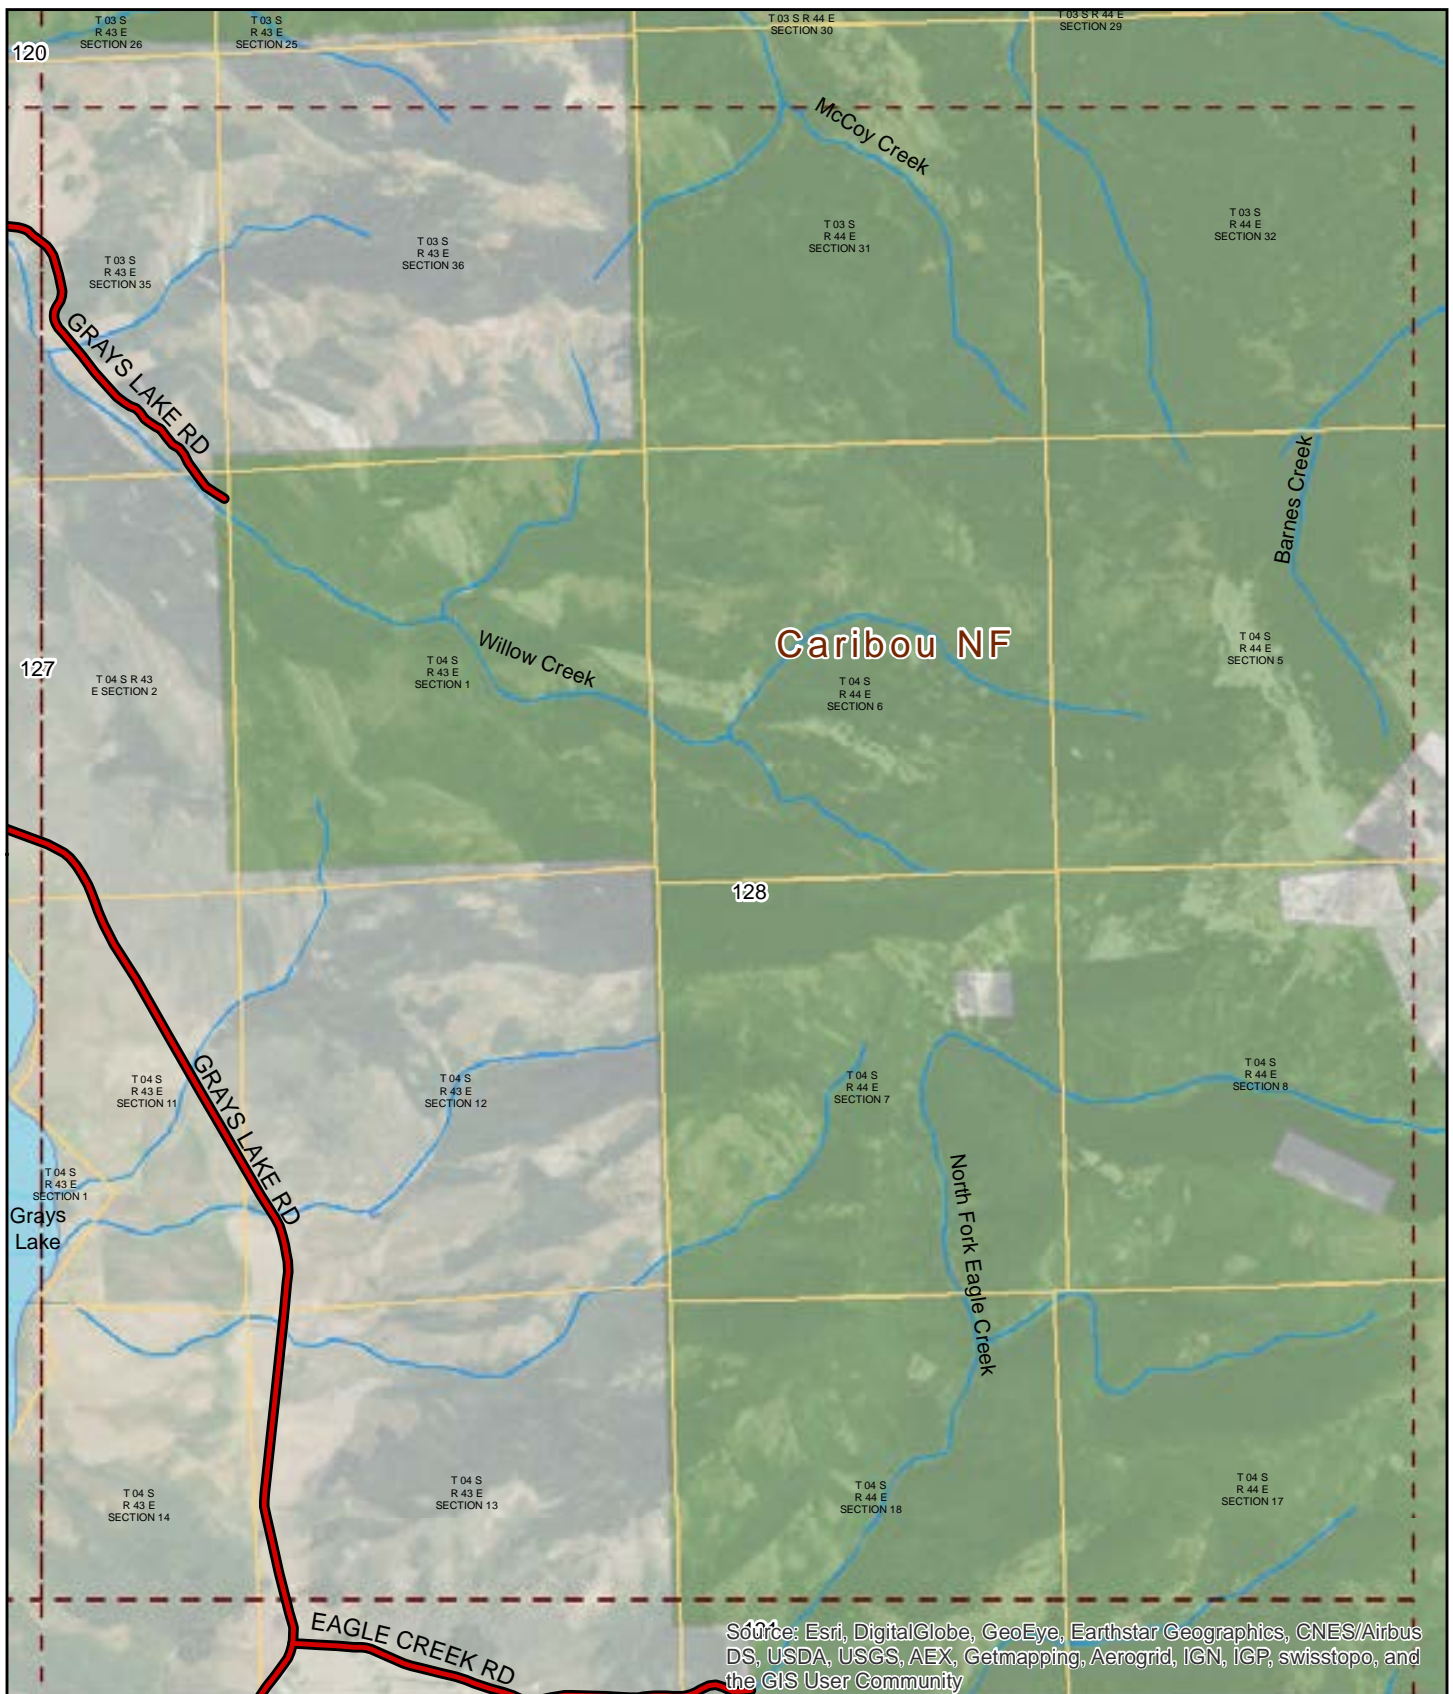 T 03 S
R 43 E
SECTION 26
T 03 S
R 43 E
SECTION 25
T 03 S R 44 E
SECTION 30
T 03 S R 44 E
SECTION 29
120
McCoy Creek
T 03 S
R 43 E
SECTION 35
T 03 S
R 43 E
SECTION 36
T 03 S
R 44 E
SECTION 31
T 03 S
R 44 E
SECTION 32
GRAYS LAKE RD
Barnes Creek
127
T 04 S R 43
E SECTION 2
T 04 S
R 43 E
SECTION 1
Willow Creek
Caribou NF
T 04 S
R 44 E
SECTION 6
T 04 S
R 44 E
SECTION 5
128
T 04 S
R 43 E
SECTION 11
GRAYS LAKE RD
T 04 S
R 43 E
SECTION 12
T 04 S
R 44 E
SECTION 7
T 04 S
R 44 E
SECTION 8
T 04 S
R 43 E
SECTION 1
Grays
Lake
North Fork Eagle Creek
T 04 S
R 43 E
SECTION 14
T 04 S
R 43 E
SECTION 13
T 04 S
R 44 E
SECTION 18
T 04 S
R 44 E
SECTION 17
EAGLE CREEK RD
Source: Esri, DigitalGlobe, GeoEye, Earthstar Geographics, CNES/Airbus
DS, USDA, USGS, AEX, Getmapping, Aerogrid, IGN, IGP, swisstopo, and
the GIS User Community